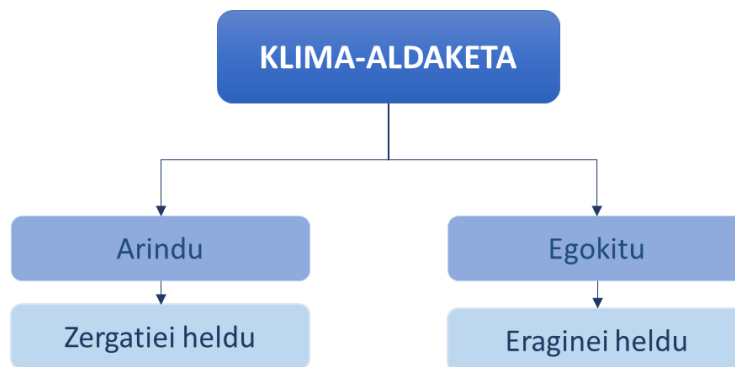 KLIMA-ALDAKETA
Arindu
Egokitu
Zergatiei heldu
Eraginei heldu